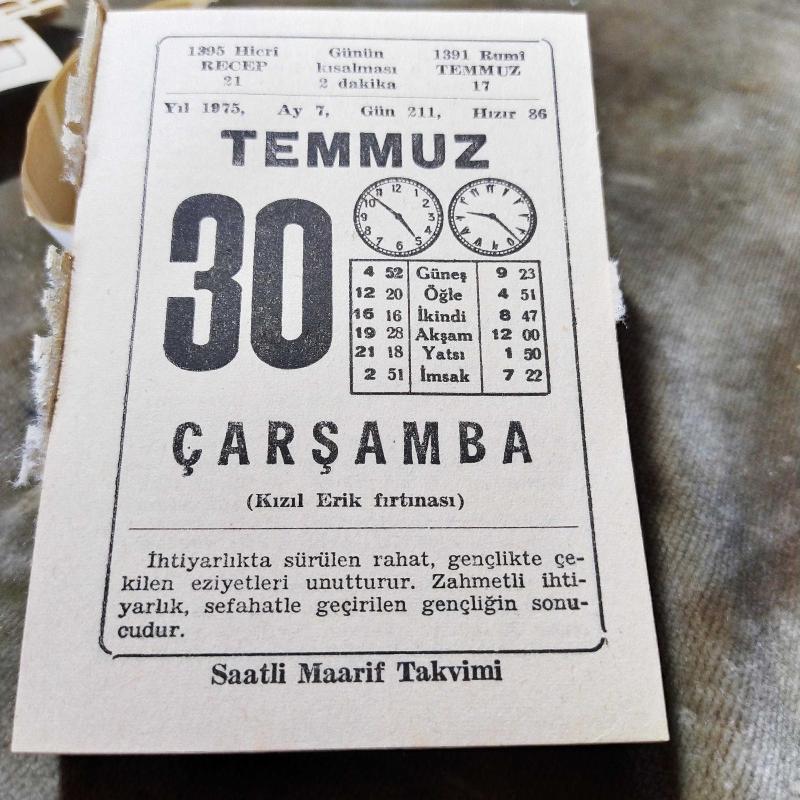 1395 Hicrî Günün 1391 Rumî
RECEP kısalması TEMMUZ
21 2 dakika 17
Yıl 1975, Ay 7, Gün 211, Hızır 86
TEMMUZ
30
4 52 Güneş 9 23
12 20 Öğle 4 51
16 16 İkindi 8 47
19 28 Akşam 12 00
21 18 Yatsı 1 50
2 51 İmsak 7 22
ÇARŞAMBA
(Kızıl Erik fırtınası)
İhtiyarlıkta sürülen rahat, gençlikte çe-
kilen eziyetleri unutturur. Zahmetli ihti-
yarlık, sefahatle geçirilen gençliğin sonu-
cudur.
Saatli Maarif Takvimi